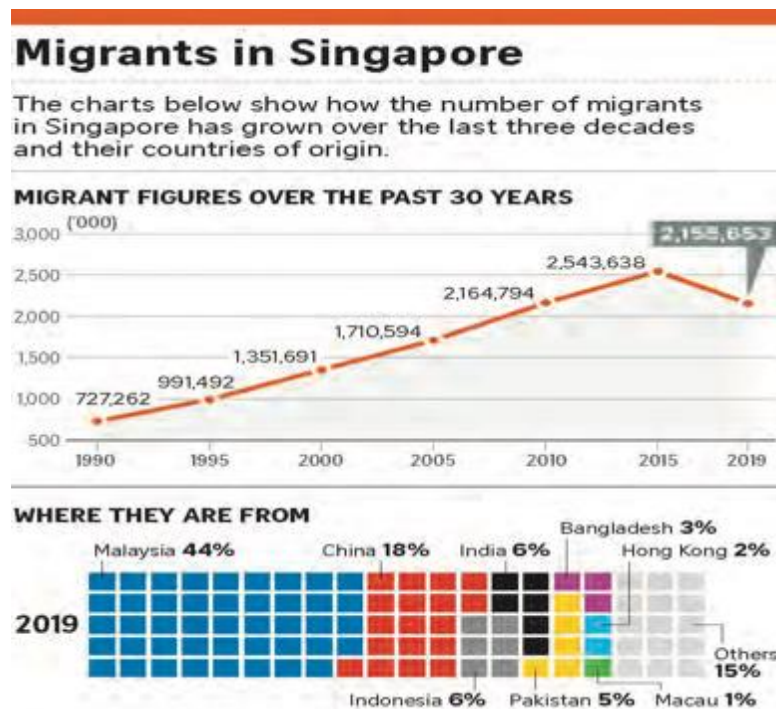 Migrants in Singapore
The charts below show how the number of migrants
in Singapore has grown over the last three decades
and their countries of origin.
MIGRANT FIGURES OVER THE PAST 30 YEARS
('000)
3,000
2,500
2,000
1,500
1,000
500
727,262
991,492
1,351,691
1,710,594
2,164,794
2,543,638
2,155,653
1990 1995 2000 2005 2010 2015 2019
WHERE THEY ARE FROM
Malaysia 44% China 18% India 6% Bangladesh 3%
Hong Kong 2%
2019
Others
15%
Indonesia 6% Pakistan 5% Macau 1%